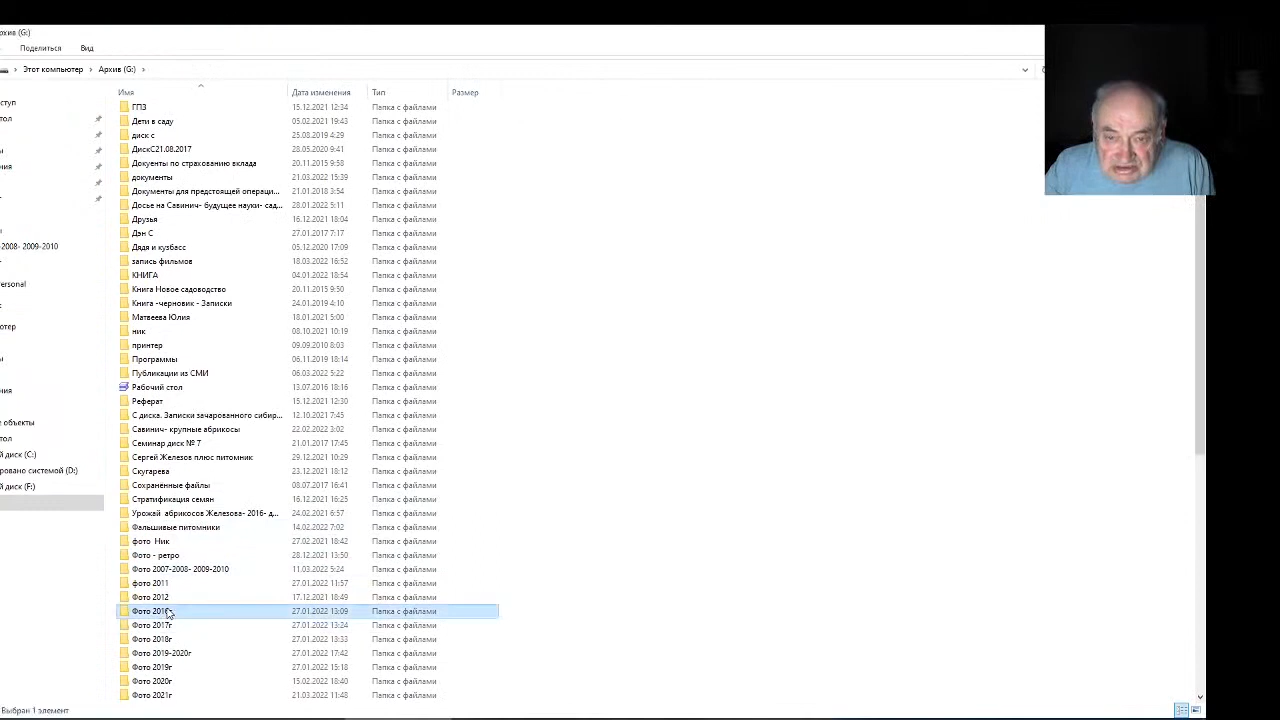 рхив (G:)
Поделиться Вид
Этот компьютер > Архив (G:) >
Имя Дата изменения Тип Размер
ступ
тол
ы
ния
-2008- 2009-2010
г
ersonal
отер
ы
ния
ые объекты
тол
й диск (C:)
ровано системой (D:)
й диск (F:)
ГПЗ 15.12.2021 12:34 Папка с файлами
Дети в саду 05.02.2021 19:43 Папка с файлами
диск с 25.08.2019 4:29 Папка с файлами
ДискС21.08.2017 28.05.2020 9:41 Папка с файлами
Докуенты по страхованию вклада 20.11.2015 9:58 Папка с файлами
документы 21.03.2022 15:39 Папка с файлами
Документы для предстоящей операци... 21.01.2018 3:54 Папка с файлами
Досье на Савинич- будущее науки- сад... 28.01.2022 5:11 Папка с файлами
Друзья 16.12.2021 18:04 Папка с файлами
Дэн С 27.01.2017 7:17 Папка с файлами
Дядя и кузбасс 05.12.2020 17:09 Папка с файлами
запись фильмов 18.03.2022 16:52 Папка с файлами
КНИГА 04.01.2022 18:54 Папка с файлами
Книга Новое садоводство 20.11.2015 9:50 Папка с файлами
Книга -черновик - Записки 24.01.2019 4:10 Папка с файлами
Матвеева Юлия 18.01.2021 5:00 Папка с файлами
ник 08.10.2021 10:19 Папка с файлами
принтер 09.09.2010 8:03 Папка с файлами
Программы 06.11.2019 18:14 Папка с файлами
Публикации из СМИ 06.03.2022 5:22 Папка с файлами
Рабочий стол 13.07.2016 18:16 Папка с файлами
Реферат 15.12.2021 12:30 Папка с файлами
С диска. Записки зачарованного сибир... 12.10.2021 7:45 Папка с файлами
Савинич- крупные абрикосы 22.02.2022 3:02 Папка с файлами
Семинар диск № 7 21.01.2017 17:45 Папка с файлами
Сергей Железов плюс питомник 29.12.2021 10:29 Папка с файлами
Скугарева 23.12.2021 18:12 Папка с файлами
Сохраненные файлы 08.07.2017 16:41 Папка с файлами
Стратификация семян 16.12.2021 16:25 Папка с файлами
Урожай абрикосов Железова- 2016- д... 24.02.2021 6:57 Папка с файлами
Фальшивые питомники 14.02.2022 7:02 Папка с файлами
фото Ник 27.02.2021 18:42 Папка с файлами
Фото - ретро 28.12.2021 13:50 Папка с файлами
Фото 2007-2008- 2009-2010 11.03.2022 5:24 Папка с файлами
фото 2011 27.01.2022 11:57 Папка с файлами
Фото 2012 17.12.2021 18:49 Папка с файлами
Фото 2016г 27.01.2022 13:09 Папка с файлами
Фото 2017г 27.01.2022 13:24 Папка с файлами
Фото 2018г 27.01.2022 13:33 Папка с файлами
Фото 2019-2020г 27.01.2022 17:42 Папка с файлами
Фото 2019г 27.01.2022 15:18 Папка с файлами
Фото 2020г 15.02.2022 18:40 Папка с файлами
Фото 2021г 21.03.2022 11:48 Папка с файлами
Выбран 1 элемент